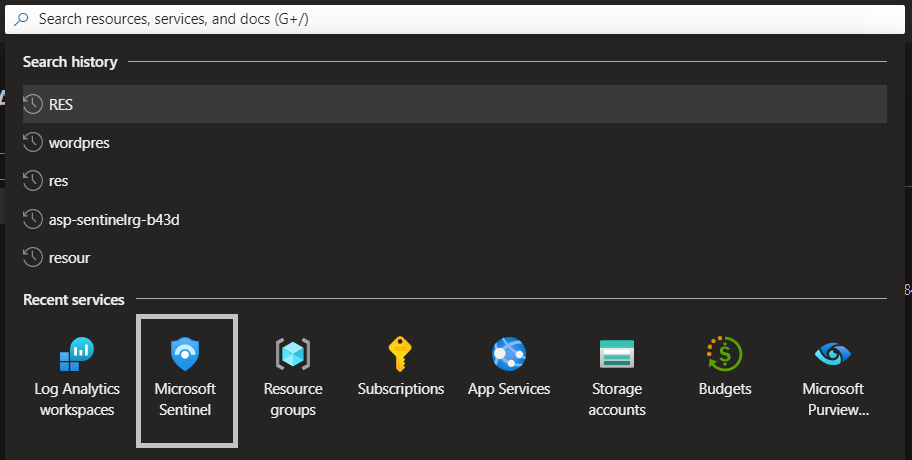 Search resources, services, and docs (G+/)
Search history
RES
wordpres
res
asp-sentinelrg-b43d
resour
Recent services
Log Analytics
workspaces
Microsoft
Sentinel
Resource
groups
Subscriptions
App Services
Storage
accounts
Budgets
Microsoft
Purview...